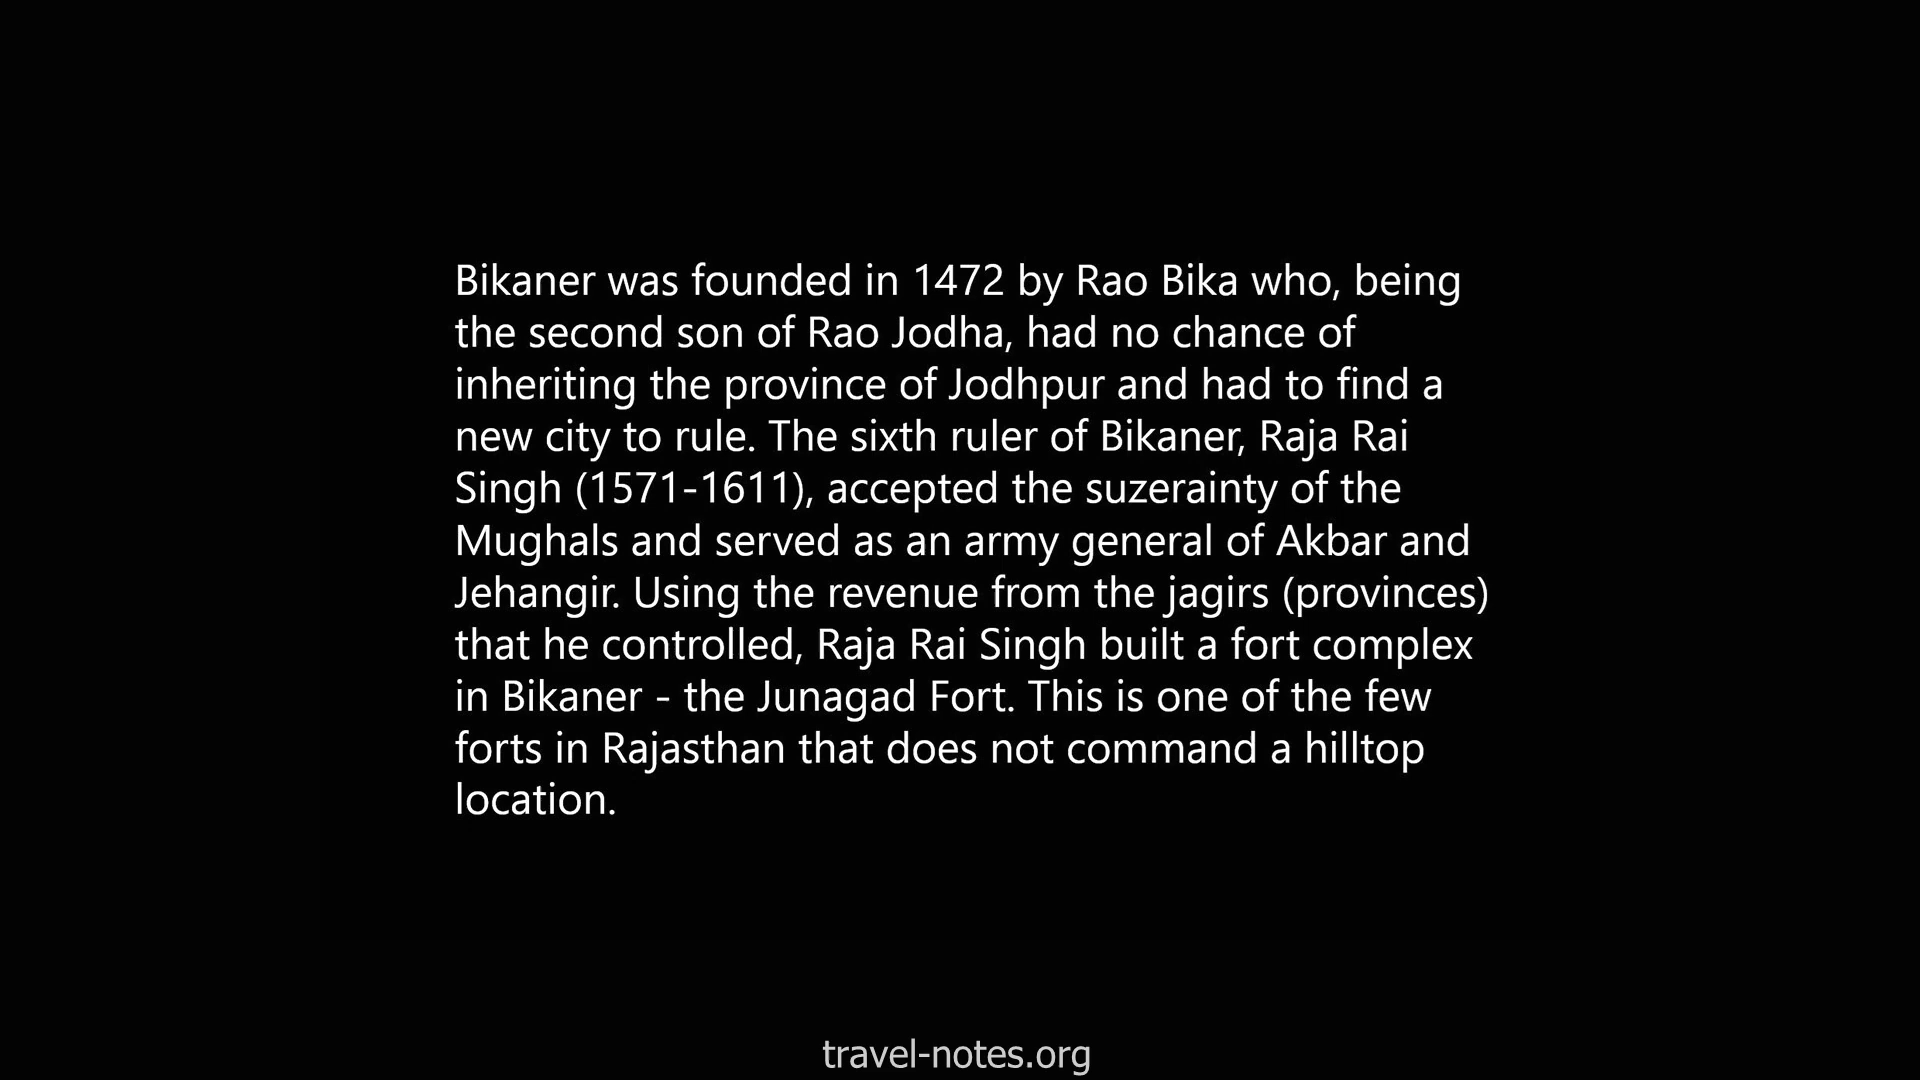 Bikaner was founded in 1472 by Rao Bika who, being
the second son of Rao Jodha, had no chance of
inheriting the province of Jodhpur and had to find a
new city to rule. The sixth ruler of Bikaner, Raja Rai
Singh (1571-1611), accepted the suzerainty of the
Mughals and served as an army general of Akbar and
Jehangir. Using the revenue from the jagirs (provinces)
that he controlled, Raja Rai Singh built a fort complex
in Bikaner - the Junagad Fort. This is one of the few
forts in Rajasthan that does not command a hilltop
location.
travel-notes.org